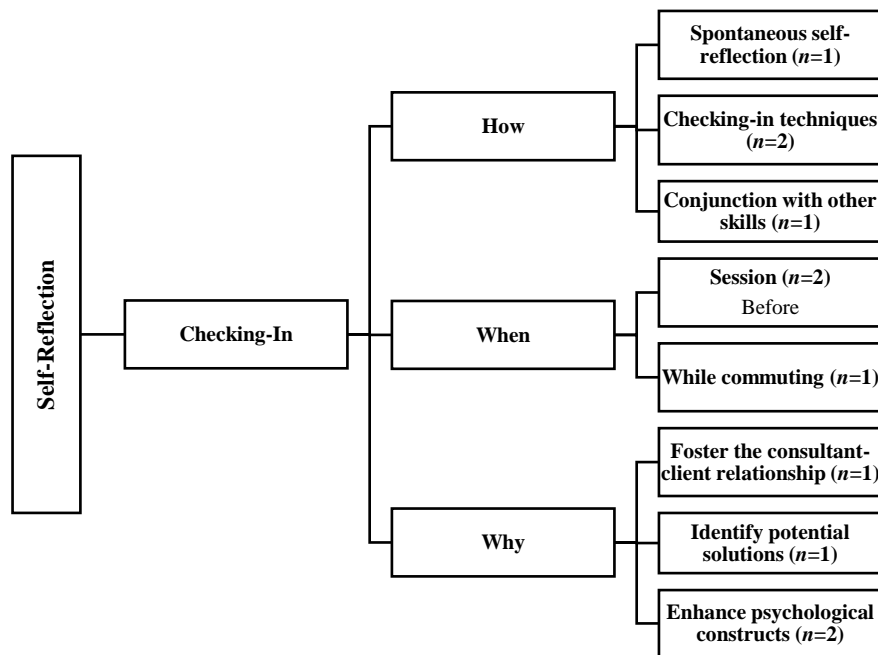 Self-Reflection
Checking-In
How
Spontaneous self-
reflection (n=1)
Checking-in techniques
(n=2)
Conjunction with other
skills (n=1)
When
Session (n=2)
Before
While commuting (n=1)
Why
Foster the consultant-
client relationship (n=1)
Identify potential
solutions (n=1)
Enhance psychological
constructs (n=2)